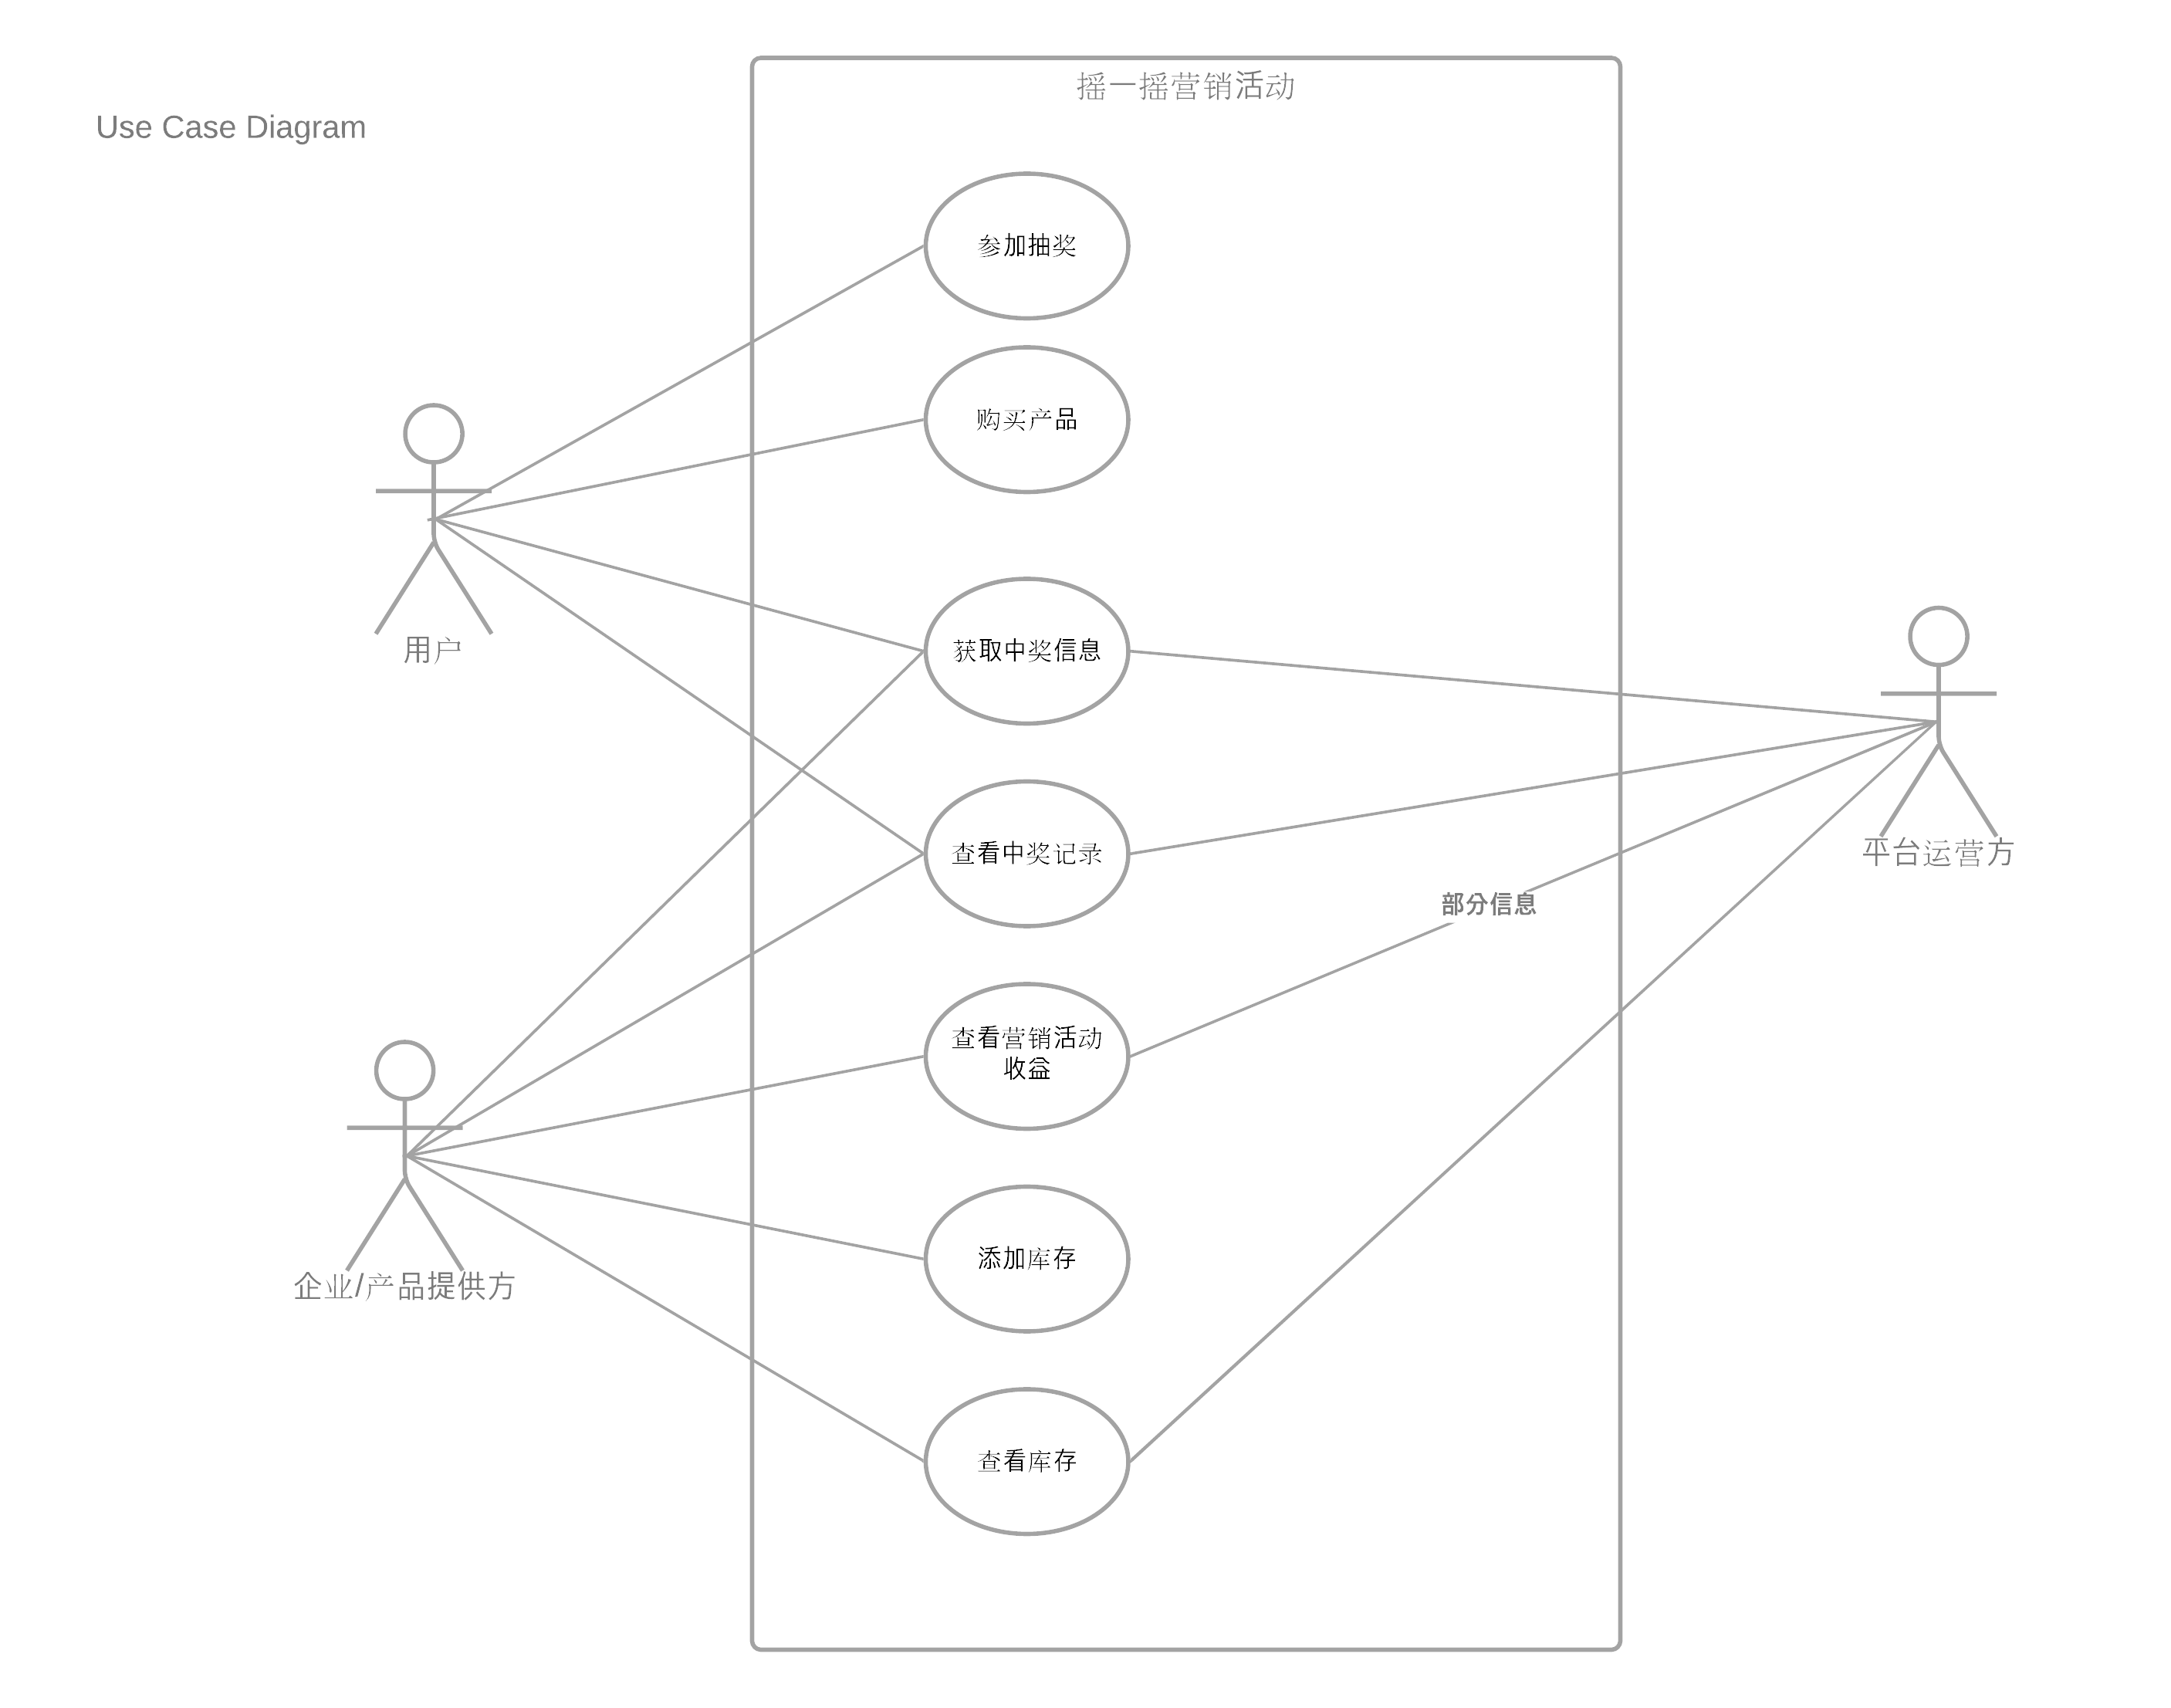 摇一摇营销活动
Use Case Diagram
参加抽奖
购买产品
用户
获取中奖信息
查看中奖记录
平台运营方
部分信息
查看营销活动
收益
添加库存
企业/产品提供方
查看库存